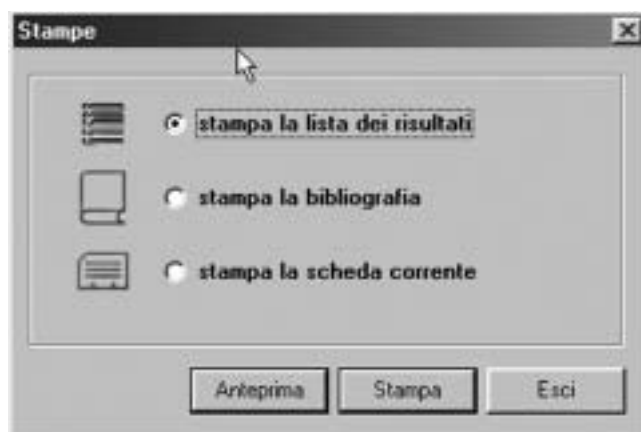 Stampe
stampa la lista dei risultati
stampa la bibliografia
stampa la scheda corrente
Anteprima Stampa Esci